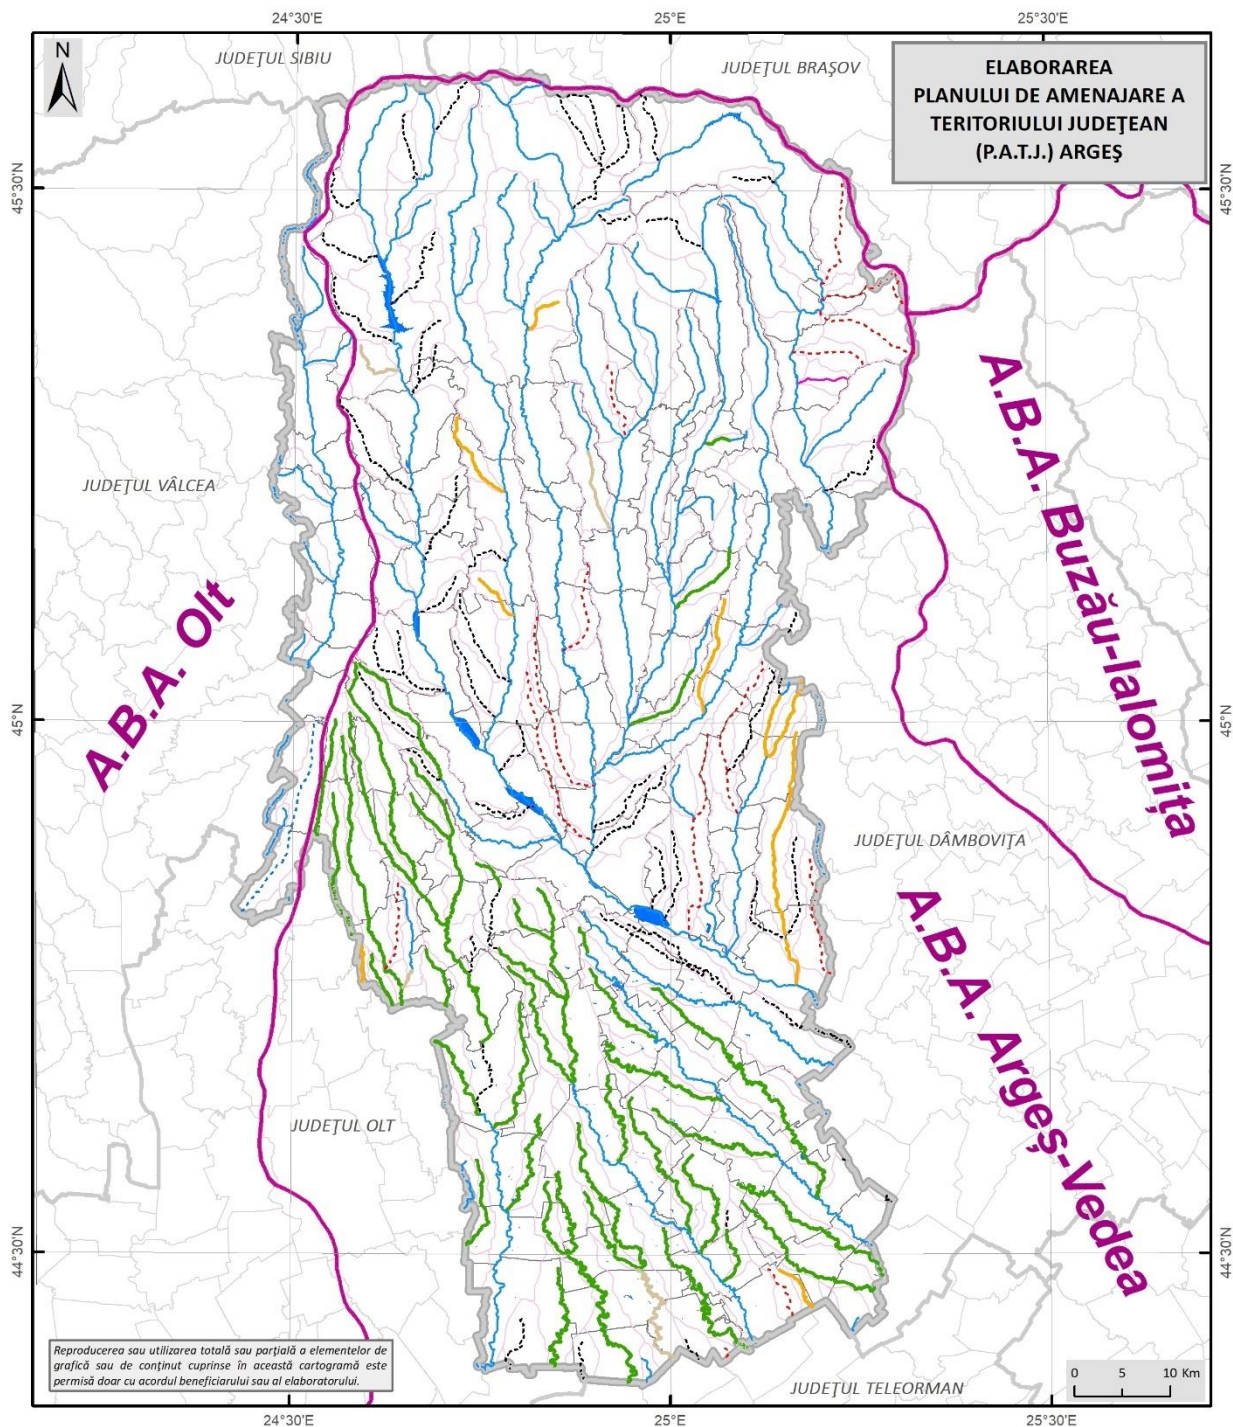 24°30'E
25°E
25°30'E
N
JUDEŢUL SIBIU
JUDEŢUL BRAŞOV
ELABORAREA
PLANULUI DE AMENAJARE A
TERITORIULUI JUDEŢEAN
(P.A.T.J.) ARGEŞ
45°30'N
45°30'N
A.B.A. Buzău-Ialomița
JUDEŢUL VÂLCEA
A.B.A. Olt
45°N
45°N
JUDEŢUL DÂMBOVIŢA
A.B.A. Argeș-Vedea
JUDEŢUL OLT
44°30'N
44°30'N
Reproducerea sau utilizarea totală sau parţială a elementelor de
grafică sau de conţinut cuprinse în această cartogramă este
permisă doar cu acordul beneficiarului sau al elaboratorului.
0 5 10 Km
JUDEŢUL TELEORMAN
24°30'E
25°E
25°30'E